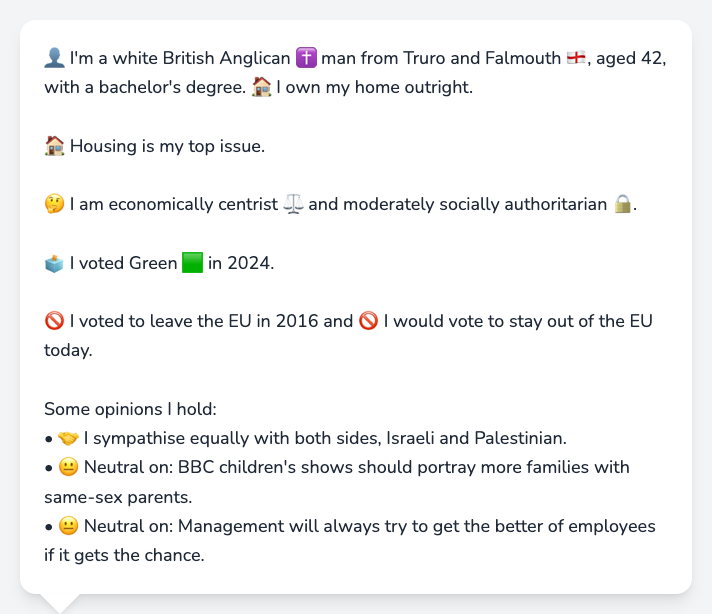 👤 I'm a white British Anglican ✝️ man from Truro and Falmouth 🏴󠁧󠁢󠁥󠁮󠁧󠁿, aged 42,
with a bachelor's degree. 🏠 I own my home outright.
🏠 Housing is my top issue.
🤔 I am economically centrist ⚖️ and moderately socially authoritarian 🔒.
🗳️ I voted Green 🟩 in 2024.
🚫 I voted to leave the EU in 2016 and 🚫 I would vote to stay out of the EU
today.
Some opinions I hold:
• 🤝 I sympathise equally with both sides, Israeli and Palestinian.
• 😐 Neutral on: BBC children's shows should portray more families with
same-sex parents.
• 😐 Neutral on: Management will always try to get the better of employees
if it gets the chance.